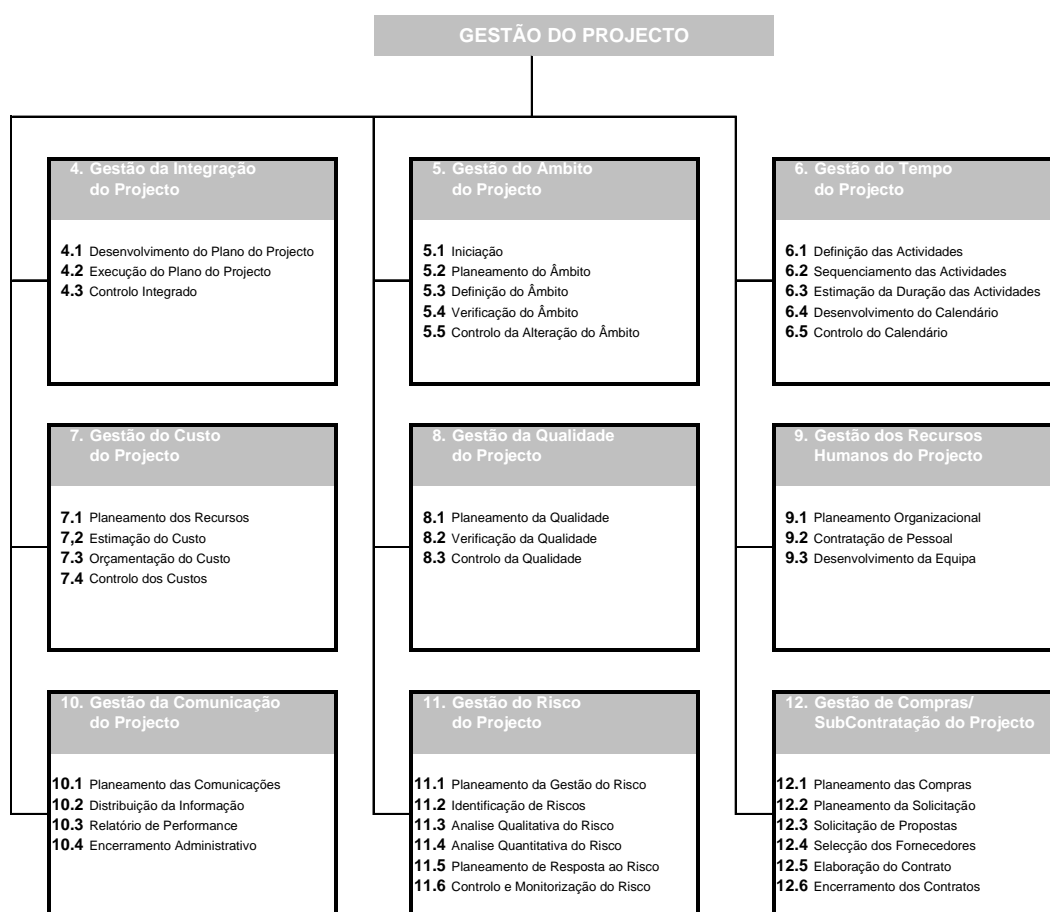 GESTÃO DO PROJECTO
4. Gestão da Integração
do Projecto
4.1 Desenvolvimento do Plano do Projecto
4.2 Execução do Plano do Projecto
4.3 Controlo Integrado
5. Gestão do Ambito
do Projecto
5.1 Iniciação
5.2 Planeamento do Âmbito
5.3 Definição do Âmbito
5.4 Verificação do Âmbito
5.5 Controlo da Alteração do Âmbito
6. Gestão do Tempo
do Projecto
6.1 Definição das Actividades
6.2 Sequenciamento das Actividades
6.3 Estimação da Duração das Actividades
6.4 Desenvolvimento do Calendário
6.5 Controlo do Calendário
7. Gestão do Custo
do Projecto
7.1 Planeamento dos Recursos
7,2 Estimação do Custo
7.3 Orçamentação do Custo
7.4 Controlo dos Custos
8. Gestão da Qualidade
do Projecto
8.1 Planeamento da Qualidade
8.2 Verificação da Qualidade
8.3 Controlo da Qualidade
9. Gestão dos Recursos
Humanos do Projecto
9.1 Planeamento Organizacional
9.2 Contratação de Pessoal
9.3 Desenvolvimento da Equipa
10. Gestão da Comunicação
do Projecto
10.1 Planeamento das Comunicações
10.2 Distribuição da Informação
10.3 Relatório de Performance
10.4 Encerramento Administrativo
11. Gestão do Risco
do Projecto
11.1 Planeamento da Gestão do Risco
11.2 Identificação de Riscos
11.3 Analise Qualitativa do Risco
11.4 Analise Quantitativa do Risco
11.5 Planeamento de Resposta ao Risco
11.6 Controlo e Monitorização do Risco
12. Gestão de Compras/
SubContratação do Projecto
12.1 Planeamento das Compras
12.2 Planeamento da Solicitação
12.3 Solicitação de Propostas
12.4 Selecção dos Fornecedores
12.5 Elaboração do Contrato
12.6 Encerramento dos Contratos